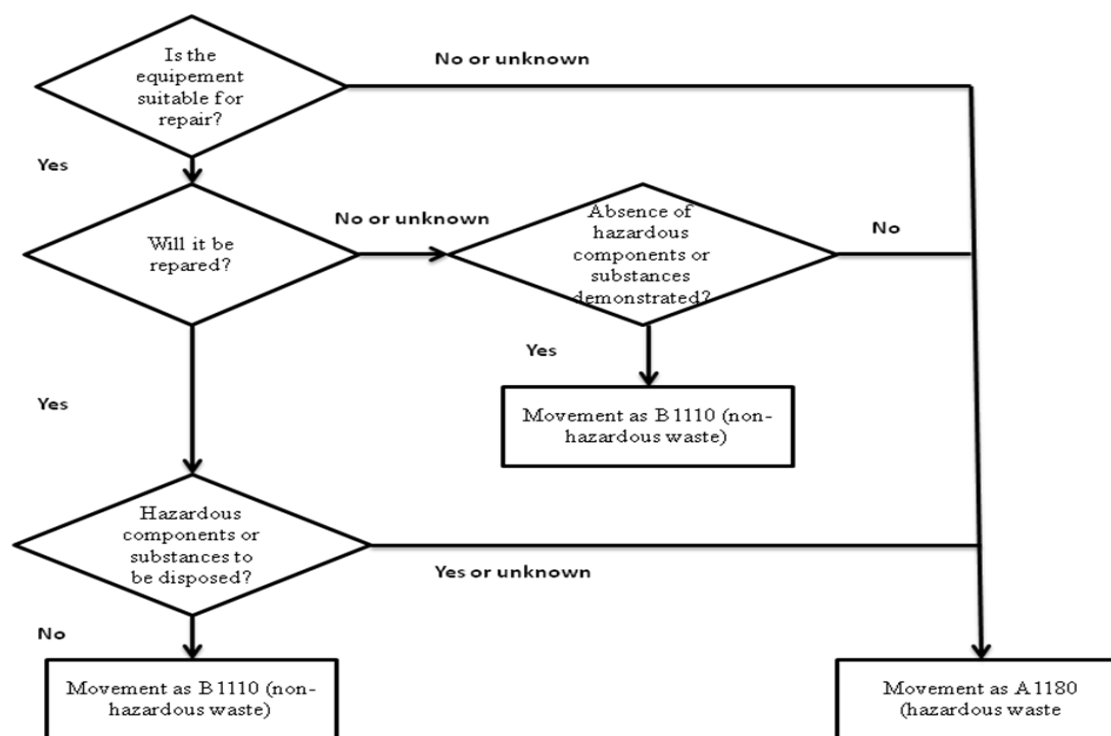 Is the
equipement
suitable for
repair?
No or unknown
Yes
Will it be
repared?
No or unknown
Absence of
hazardous
components or
substances
demonstrated?
No
Yes
Movement as B1110 (non-
hazardous waste)
Yes
Hazardous
components or
substances to
be disposed?
Yes or unknown
No
Movement as B1110 (non-
hazardous waste)
Movement as A1180
(hazardous waste